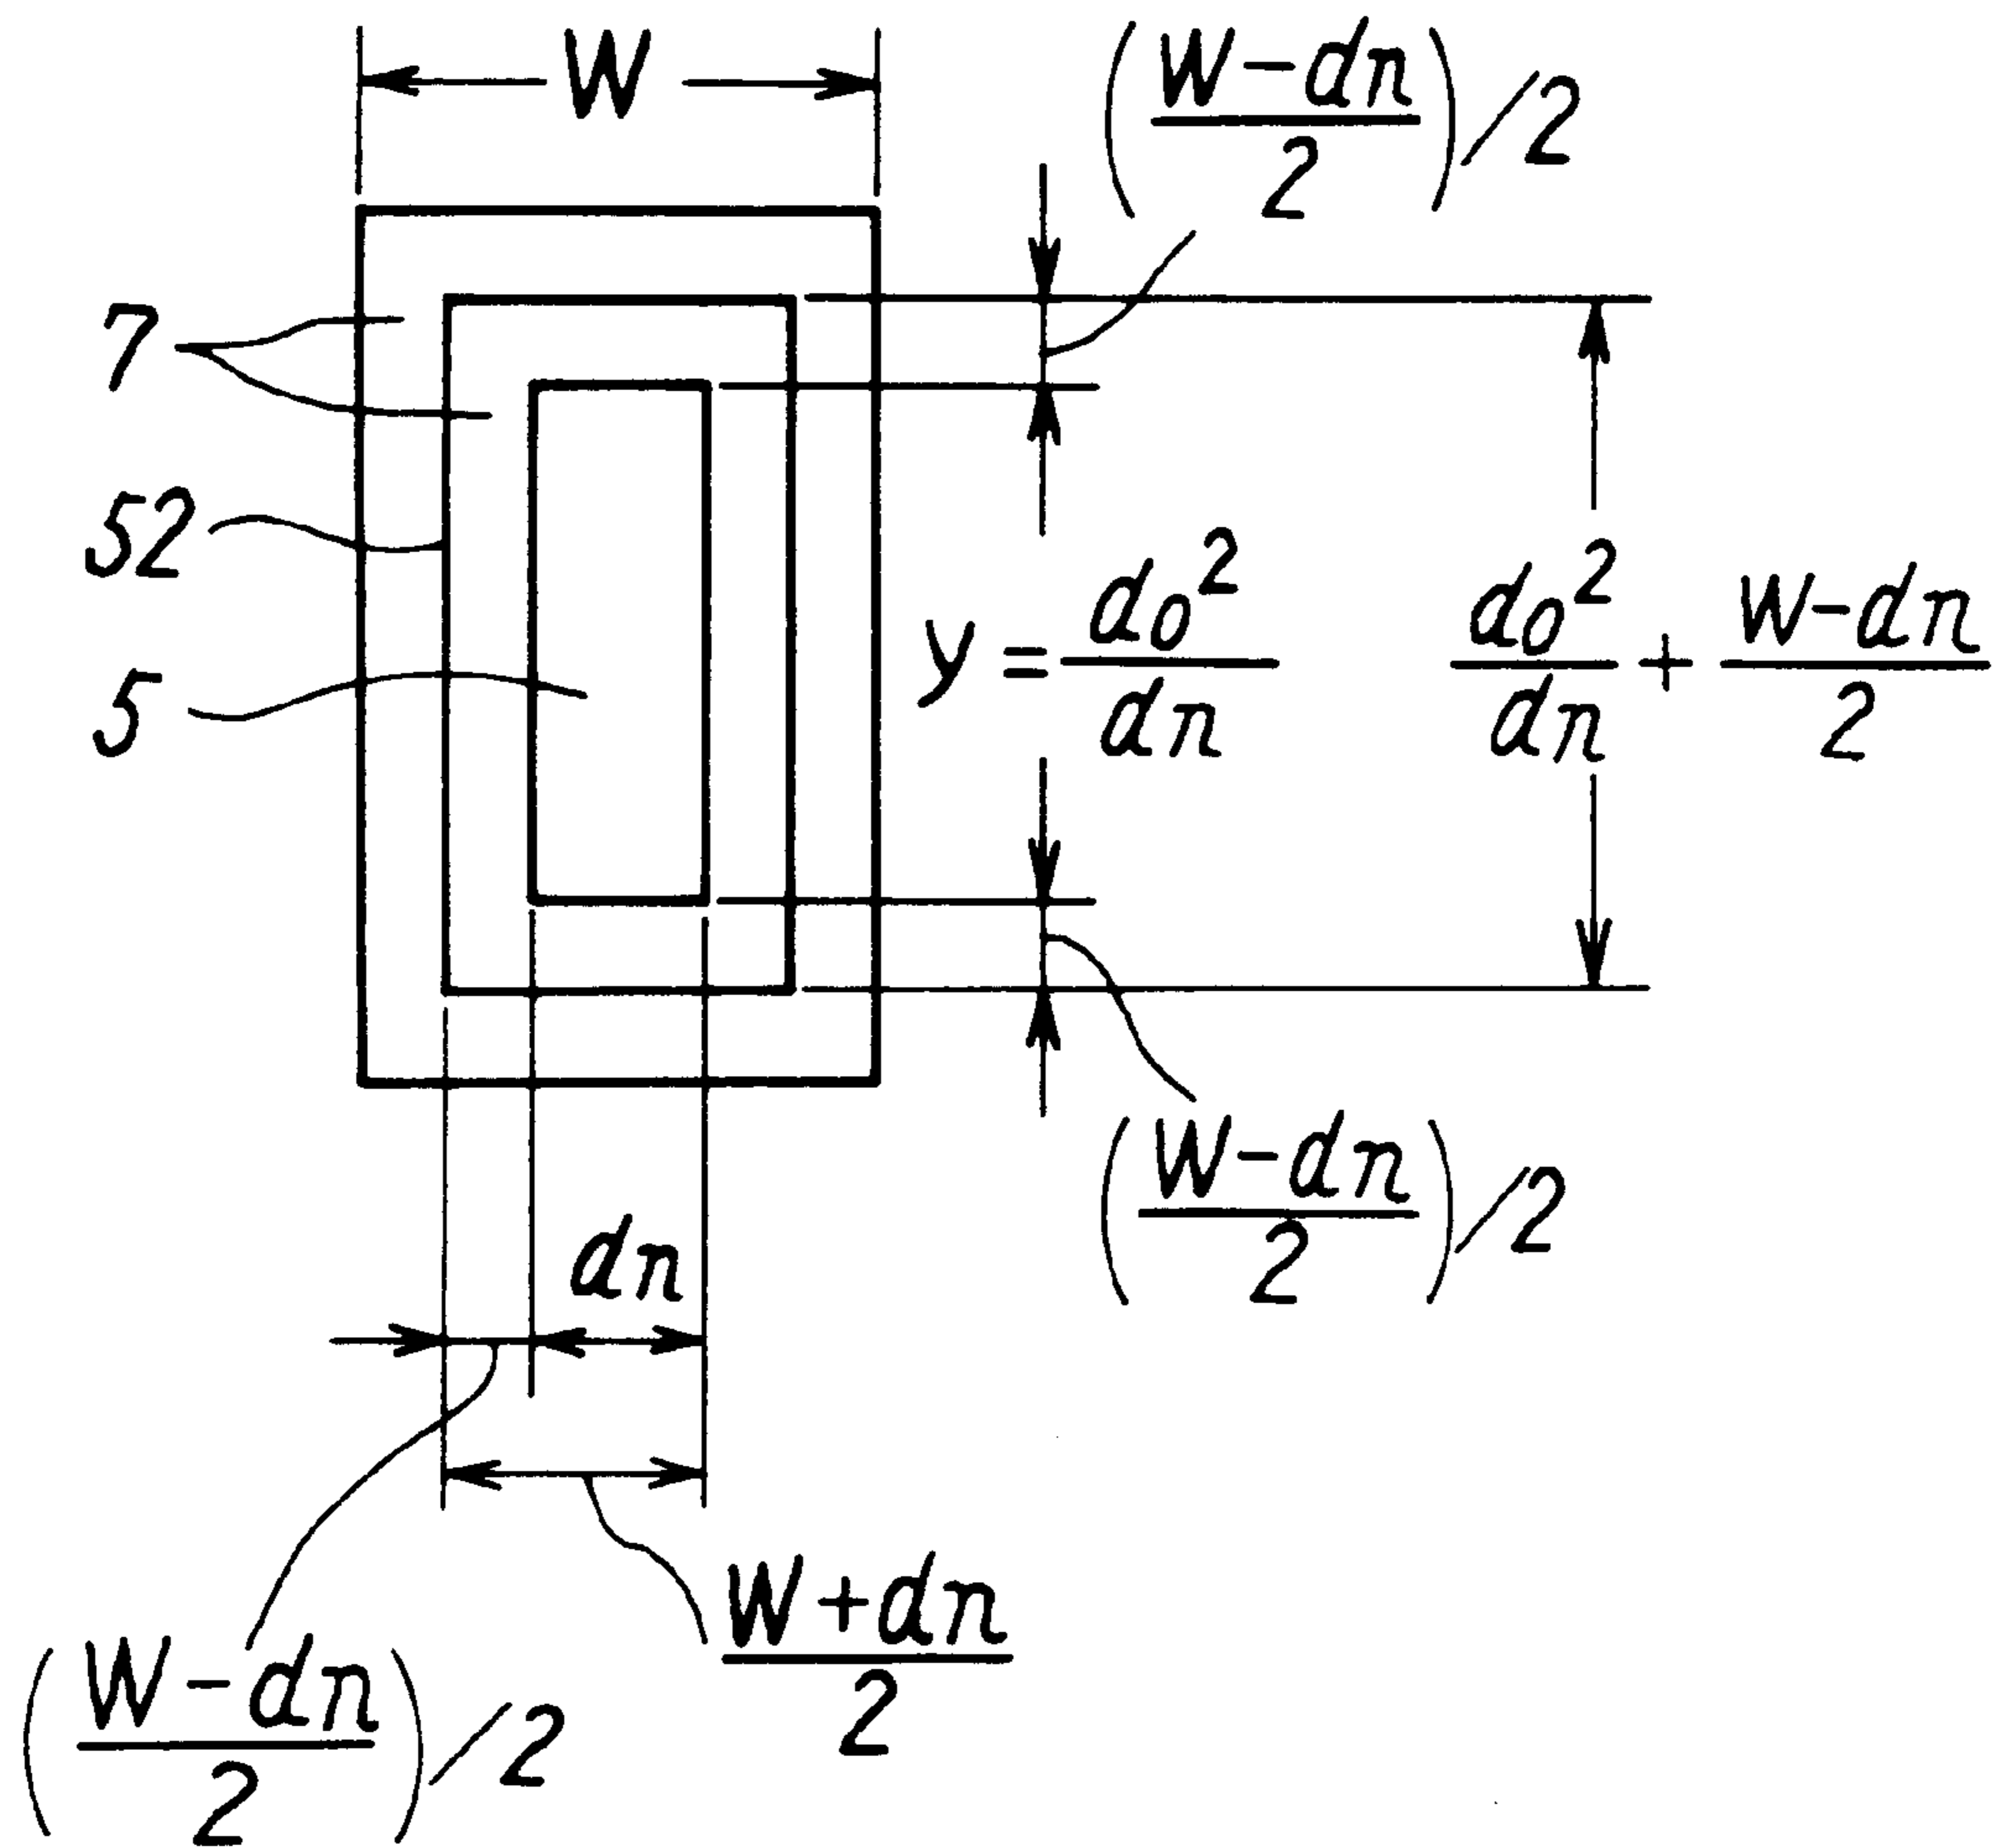 W
(W-dn/2)/2
7
52
5
y = do²/dn
do²/dn + W-dn/2
(W-dn/2)/2
dn
W+dn/2
(W-dn/2)/2